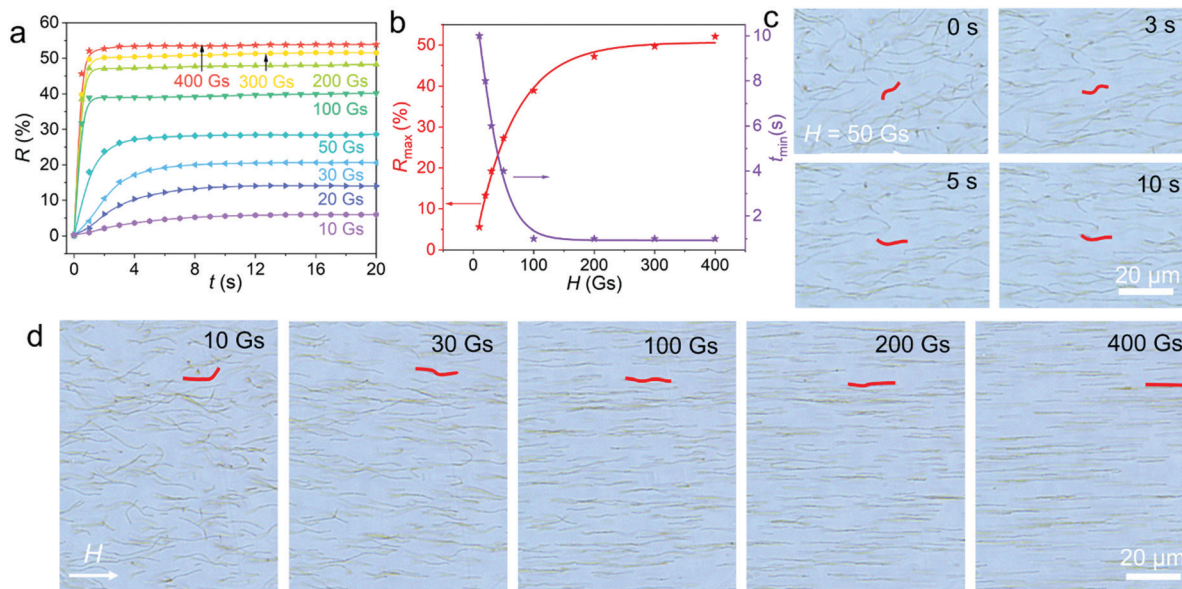 a
R (%)
60
50
40
30
20
10
0
400 Gs
300 Gs
200 Gs
100 Gs
50 Gs
30 Gs
20 Gs
10 Gs
0 4 8 12 16 20
t (s)
b
Rmax (%)
50
40
30
20
10
0
10
8
6
4
2
tmin(s)
0 100 200 300 400
H (Gs)
c
0 s
H = 50 Gs
3 s
5 s
10 s
20 µm
d
10 Gs
H
30 Gs
100 Gs
200 Gs
400 Gs
20 µm